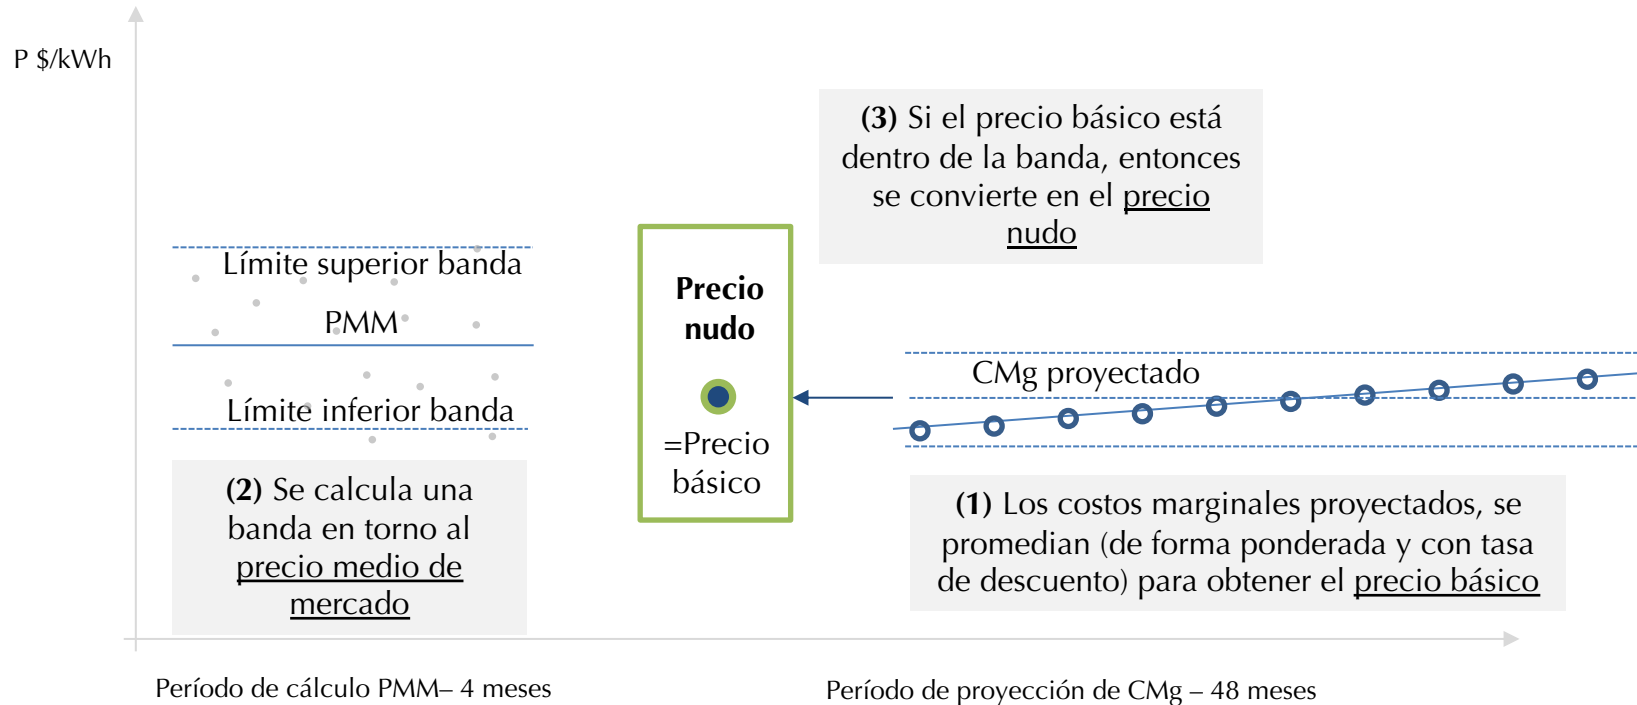 P $/kWh
(3) Si el precio básico está
dentro de la banda, entonces
se convierte en el precio
nudo
Límite superior banda
PMM
Límite inferior banda
Precio
nudo
=Precio
básico
CMg proyectado
(2) Se calcula una
banda en torno al
precio medio de
mercado
(1) Los costos marginales proyectados, se
promedian (de forma ponderada y con tasa
de descuento) para obtener el precio básico
Período de cálculo PMM– 4 meses
Período de proyección de CMg – 48 meses